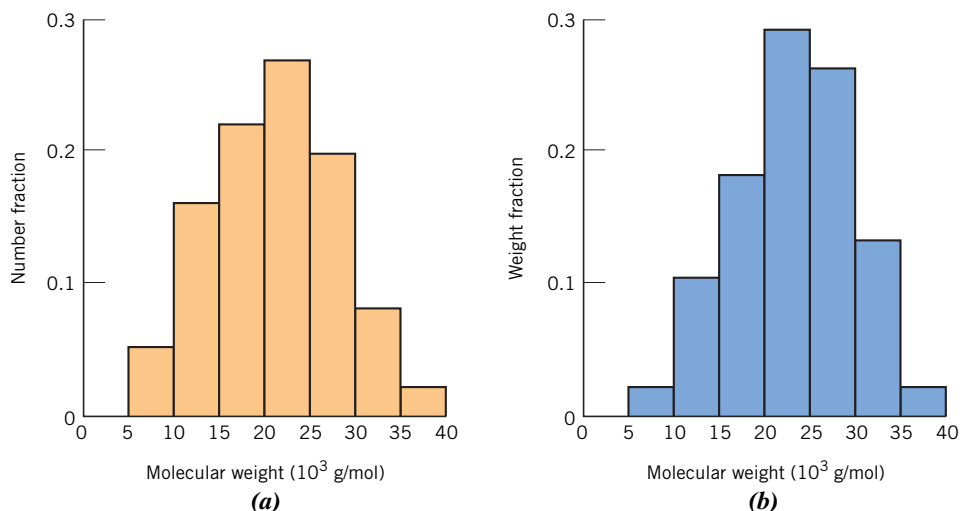 0.3
0.2
0.1
0
Number fraction
0 5 10 15 20 25 30 35 40
Molecular weight (10³ g/mol)
(a)
0.3
0.2
0.1
0
Weight fraction
0 5 10 15 20 25 30 35 40
Molecular weight (10³ g/mol)
(b)